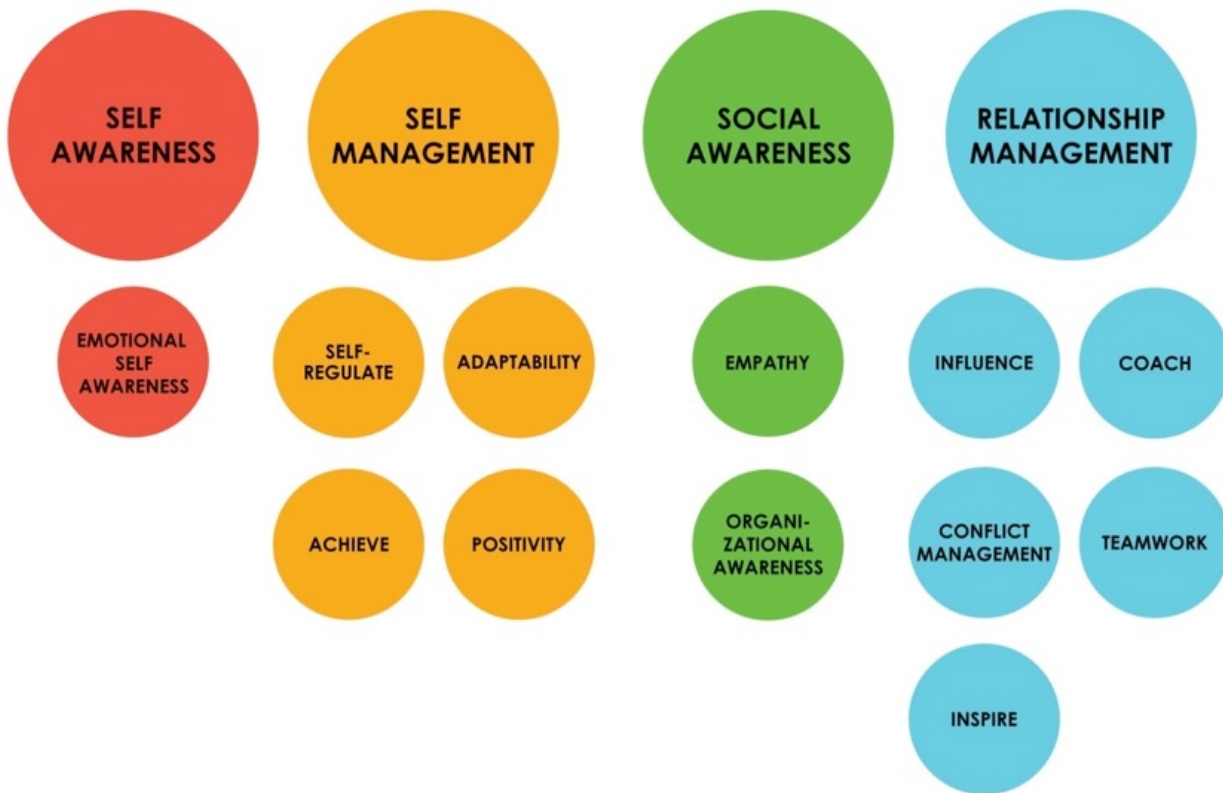 SELF
AWARENESS
SELF
MANAGEMENT
SOCIAL
AWARENESS
RELATIONSHIP
MANAGEMENT
EMOTIONAL
SELF
AWARENESS
SELF-
REGULATE
ADAPTABILITY
EMPATHY
INFLUENCE
COACH
ACHIEVE
POSITIVITY
ORGANI-
ZATIONAL
AWARENESS
CONFLICT
MANAGEMENT
TEAMWORK
INSPIRE